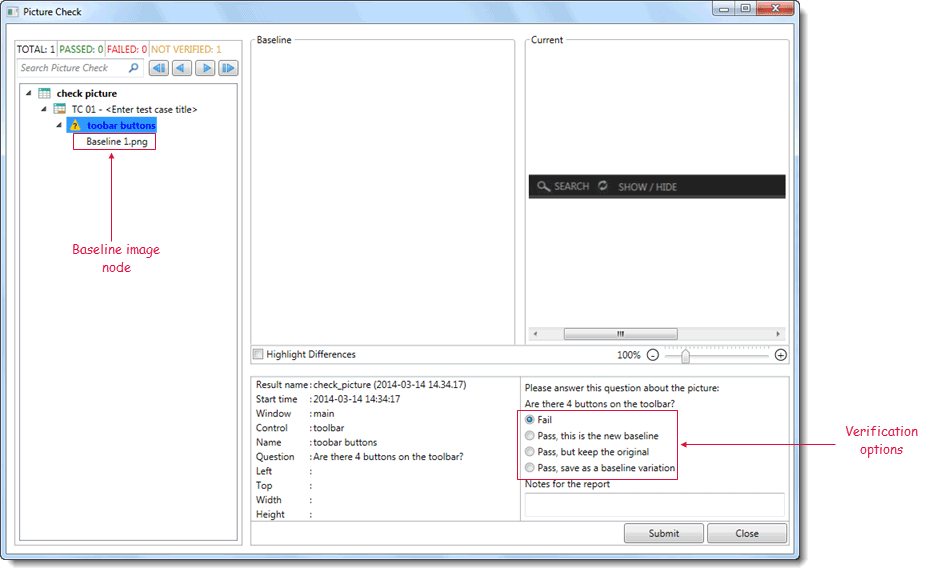 Picture Check
TOTAL: 1 PASSED: 0 FAILED: 0 NOT VERIFIED: 1
Search Picture Check
check picture
TC 01 - <Enter test case title>
toobar buttons
Baseline 1.png
Baseline image
node
Baseline
Current
SEARCH SHOW / HIDE
Highlight Differences
100%
Result name : check_picture (2014-03-14 14.34.17)
Start time : 2014-03-14 14:34:17
Window : main
Control : toolbar
Name : toobar buttons
Question : Are there 4 buttons on the toolbar?
Left :
Top :
Width :
Height :
Please answer this question about the picture:
Are there 4 buttons on the toolbar?
Fail
Pass, this is the new baseline
Pass, but keep the original
Pass, save as a baseline variation
Notes for the report
Verification
options
Submit
Close